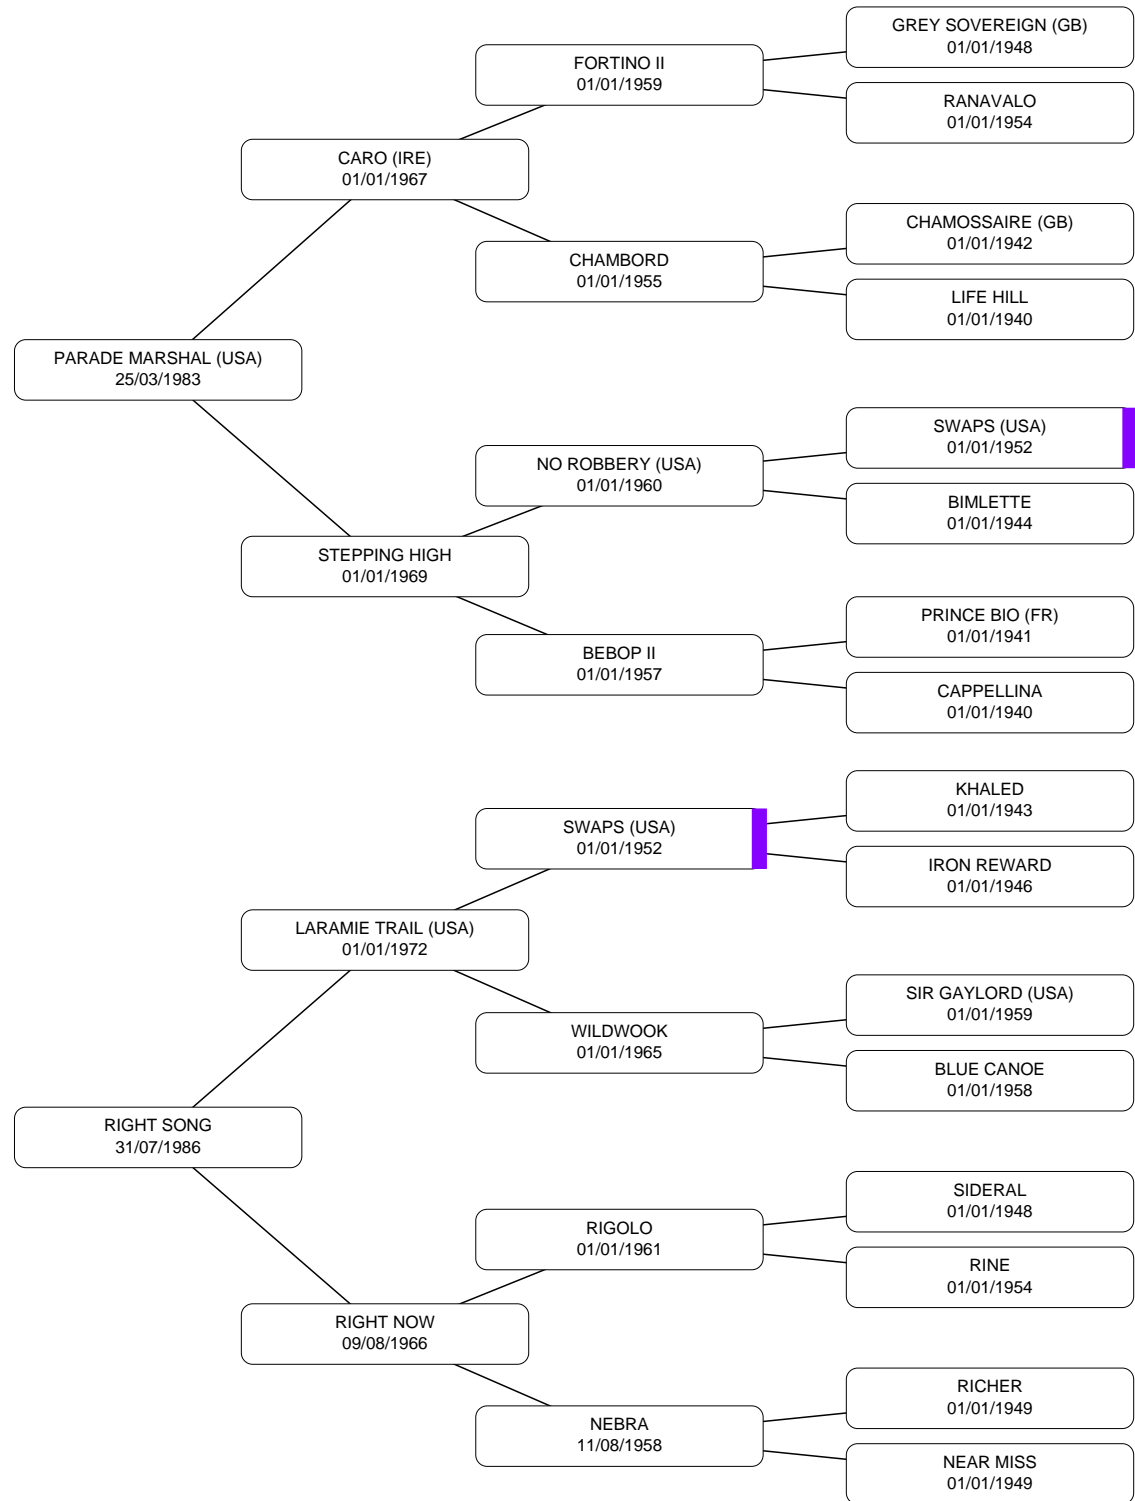 GREY SOVEREIGN (GB)
01/01/1948
FORTINO II
01/01/1959
RANAVALO
01/01/1954
CARO (IRE)
01/01/1967
CHAMOSSAIRE (GB)
01/01/1942
CHAMBORD
01/01/1955
LIFE HILL
01/01/1940
PARADE MARSHAL (USA)
25/03/1983
SWAPS (USA)
01/01/1952
NO ROBBERY (USA)
01/01/1960
BIMLETTE
01/01/1944
STEPPING HIGH
01/01/1969
PRINCE BIO (FR)
01/01/1941
BEBOP II
01/01/1957
CAPPELLINA
01/01/1940
KHALED
01/01/1943
SWAPS (USA)
01/01/1952
IRON REWARD
01/01/1946
LARAMIE TRAIL (USA)
01/01/1972
SIR GAYLORD (USA)
01/01/1959
WILDWOOK
01/01/1965
BLUE CANOE
01/01/1958
RIGHT SONG
31/07/1986
SIDERAL
01/01/1948
RIGOLO
01/01/1961
RINE
01/01/1954
RIGHT NOW
09/08/1966
RICHER
01/01/1949
NEBRA
11/08/1958
NEAR MISS
01/01/1949